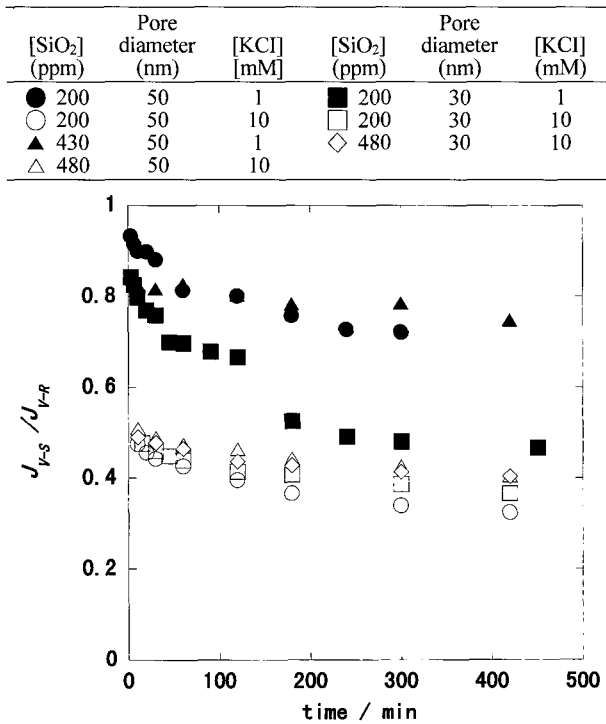 [SiO2] (ppm) Pore diameter (nm) [KCl] [mM] [SiO2] (ppm) Pore diameter (nm) [KCl] (mM)
● 200 50 1 ■ 200 30 1
○ 200 50 10 □ 200 30 10
▲ 430 50 1 ◇ 480 30 10
△ 480 50 10
1
0.8
0.6
0.4
0.2
0
J_V-S / J_V-R
0 100 200 300 400 500
time / min